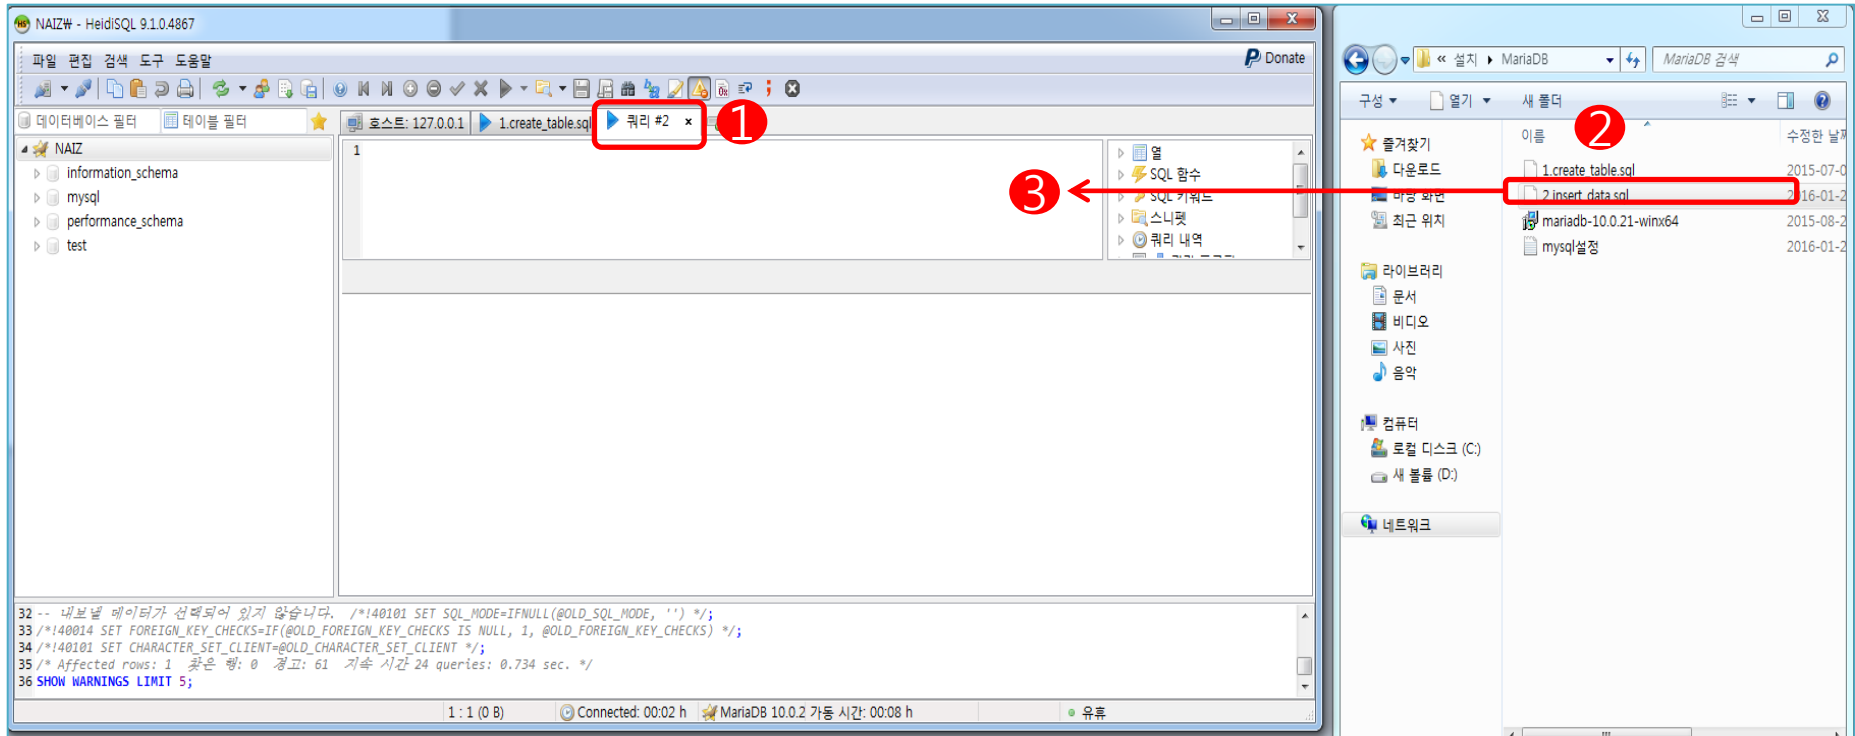 NAIZ₩ - HeidiSQL 9.1.0.4867
파일 편집 검색 도구 도움말
Donate
데이터베이스 필터 테이블 필터
호스트: 127.0.0.1 1.create_table.sql 쿼리 #2 ×
1
NAIZ
information_schema
mysql
performance_schema
test
1
열
SQL 함수
SQL 키워드
스니펫
쿼리 내역
3
32 -- 내보낼 데이터가 선택되어 있지 않습니다. /*!40101 SET SQL_MODE=IFNULL(@OLD_SQL_MODE, '') */;
33 /*!40014 SET FOREIGN_KEY_CHECKS=IF(@OLD_FOREIGN_KEY_CHECKS IS NULL, 1, @OLD_FOREIGN_KEY_CHECKS) */;
34 /*!40101 SET CHARACTER_SET_CLIENT=@OLD_CHARACTER_SET_CLIENT */;
35 /* Affected rows: 1 찾은 행: 0 경고: 61 지속 시간 24 queries: 0.734 sec. */
36 SHOW WARNINGS LIMIT 5;
1 : 1 (0 B) Connected: 00:02 h MariaDB 10.0.2 가동 시간: 00:08 h 유휴
« 설치 MariaDB MariaDB 검색
구성 열기 새 폴더
즐겨찾기
다운로드
바탕 화면
최근 위치
라이브러리
문서
비디오
사진
음악
컴퓨터
로컬 디스크 (C:)
새 볼륨 (D:)
네트워크
2
이름 수정한 날짜
1.create_table.sql 2015-07-0
2.insert_data.sql 2016-01-2
mariadb-10.0.21-winx64 2015-08-2
mysql설정 2016-01-2